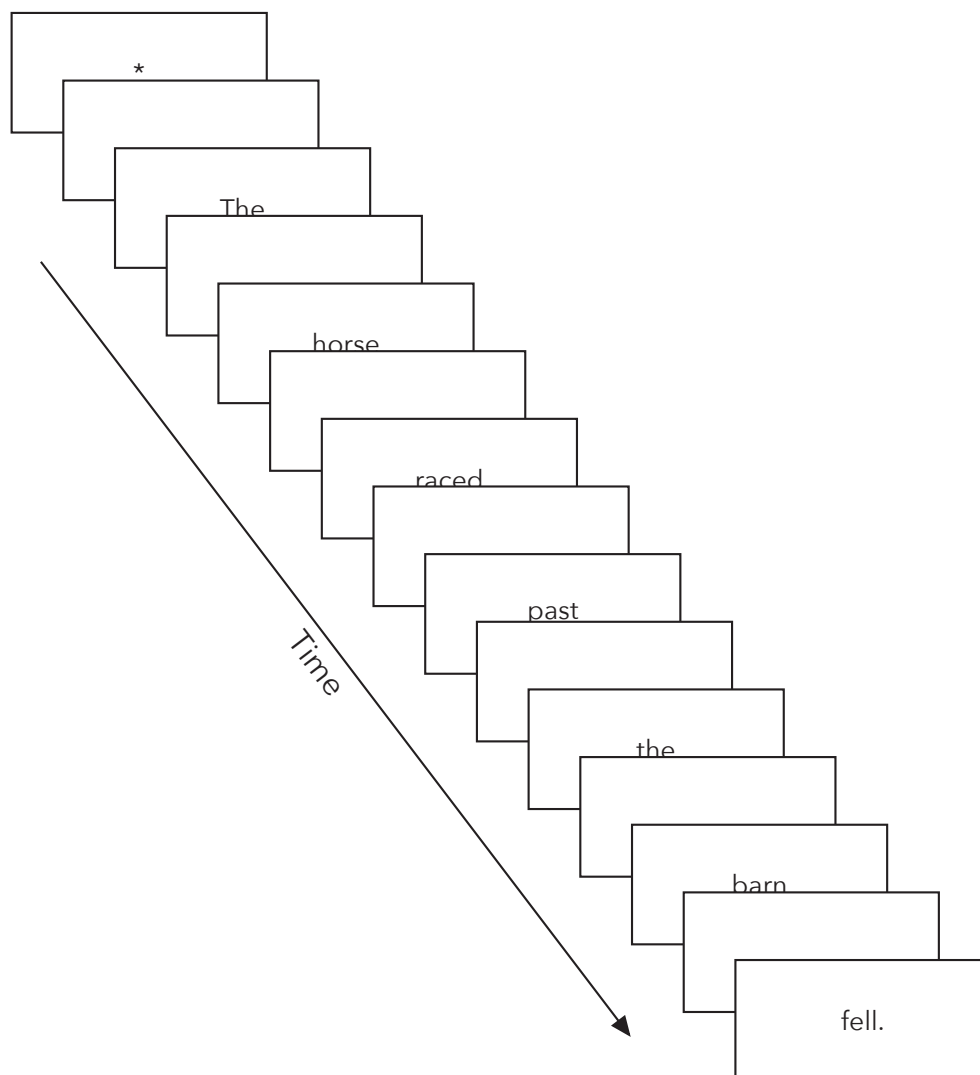 *
The
horse
raced
past
Time
the
barn
fell.